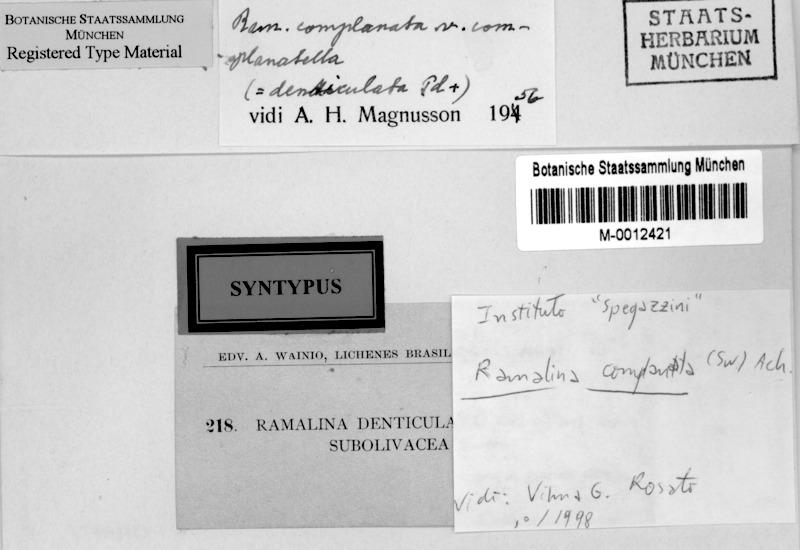 BOTANISCHE STAATSSAMMLUNG
MÜNCHEN
Registered Type Material
Ram. complanata v. com-
planatella
(= denticulata Pd +)
vidi A. H. Magnusson 194 56
STAATS-
HERBARIUM
MÜNCHEN
Botanische Staatssammlung München
M-0012421
SYNTYPUS
EDV. A. WAINIO, LICHENES BRASIL
218. RAMALINA DENTICULA
SUBOLIVACEA
Instituto "Spegazzini"
Ramalina complanata (Sw) Ach.
Vidi: Vilma G. Rosato
10/1998